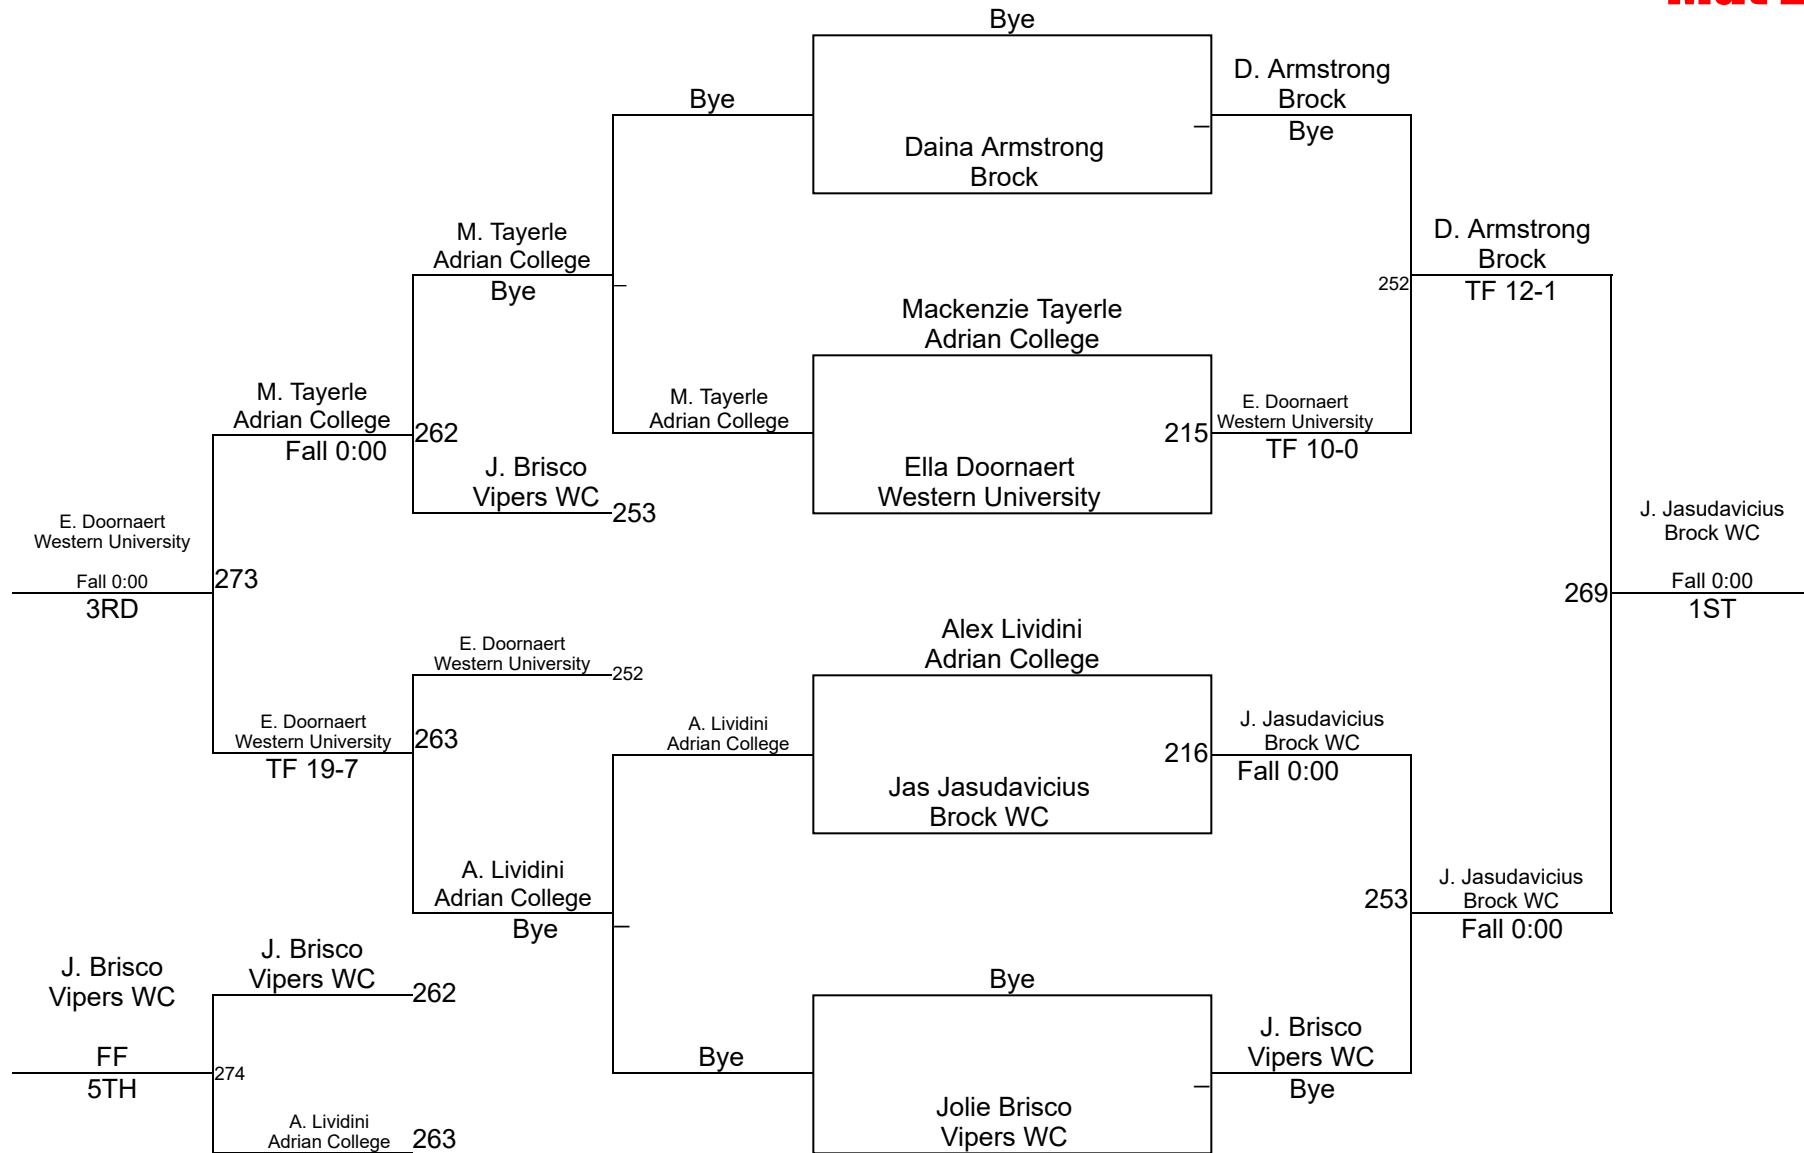 Bye
D. Armstrong
Brock
Bye
Bye
Daina Armstrong
Brock
M. Tayerle
Adrian College
Bye
D. Armstrong
Brock
TF 12-1
252
Mackenzie Tayerle
Adrian College
M. Tayerle
Adrian College
Fall 0:00
262
M. Tayerle
Adrian College
215
E. Doornaert
Western University
TF 10-0
J. Brisco
Vipers WC
253
Ella Doornaert
Western University
E. Doornaert
Western University
Fall 0:00
3RD
273
J. Jasudavicius
Brock WC
Fall 0:00
1ST
269
Alex Lividini
Adrian College
E. Doornaert
Western University
252
E. Doornaert
Western University
TF 19-7
263
A. Lividini
Adrian College
216
J. Jasudavicius
Brock WC
Fall 0:00
Jas Jasudavicius
Brock WC
A. Lividini
Adrian College
Bye
253
J. Jasudavicius
Brock WC
Fall 0:00
J. Brisco
Vipers WC
FF
5TH
J. Brisco
Vipers WC
262
274
A. Lividini
Adrian College
263
Bye
Bye
J. Brisco
Vipers WC
Bye
Jolie Brisco
Vipers WC